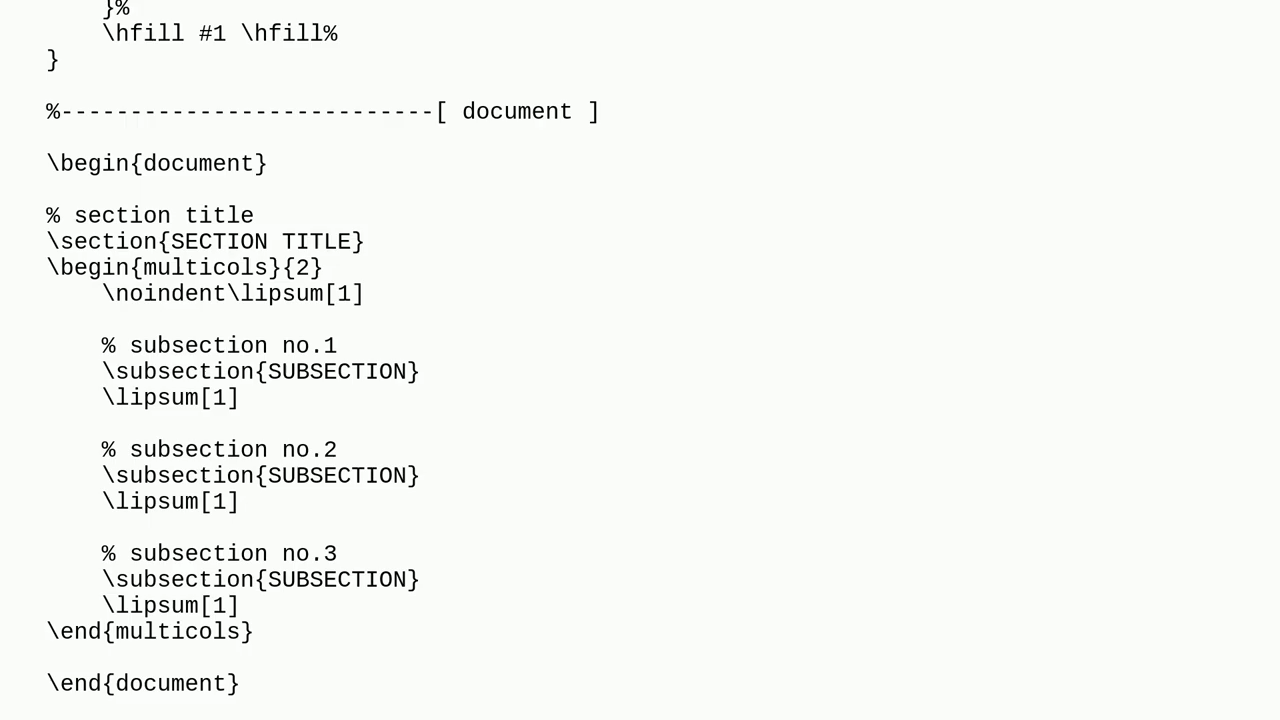 }%
\hfill #1 \hfill%
}
%---------------------------[ document ]
\begin{document}
% section title
\section{SECTION TITLE}
\begin{multicols}{2}
\noindent\lipsum[1]
% subsection no.1
\subsection{SUBSECTION}
\lipsum[1]
% subsection no.2
\subsection{SUBSECTION}
\lipsum[1]
% subsection no.3
\subsection{SUBSECTION}
\lipsum[1]
\end{multicols}
\end{document}